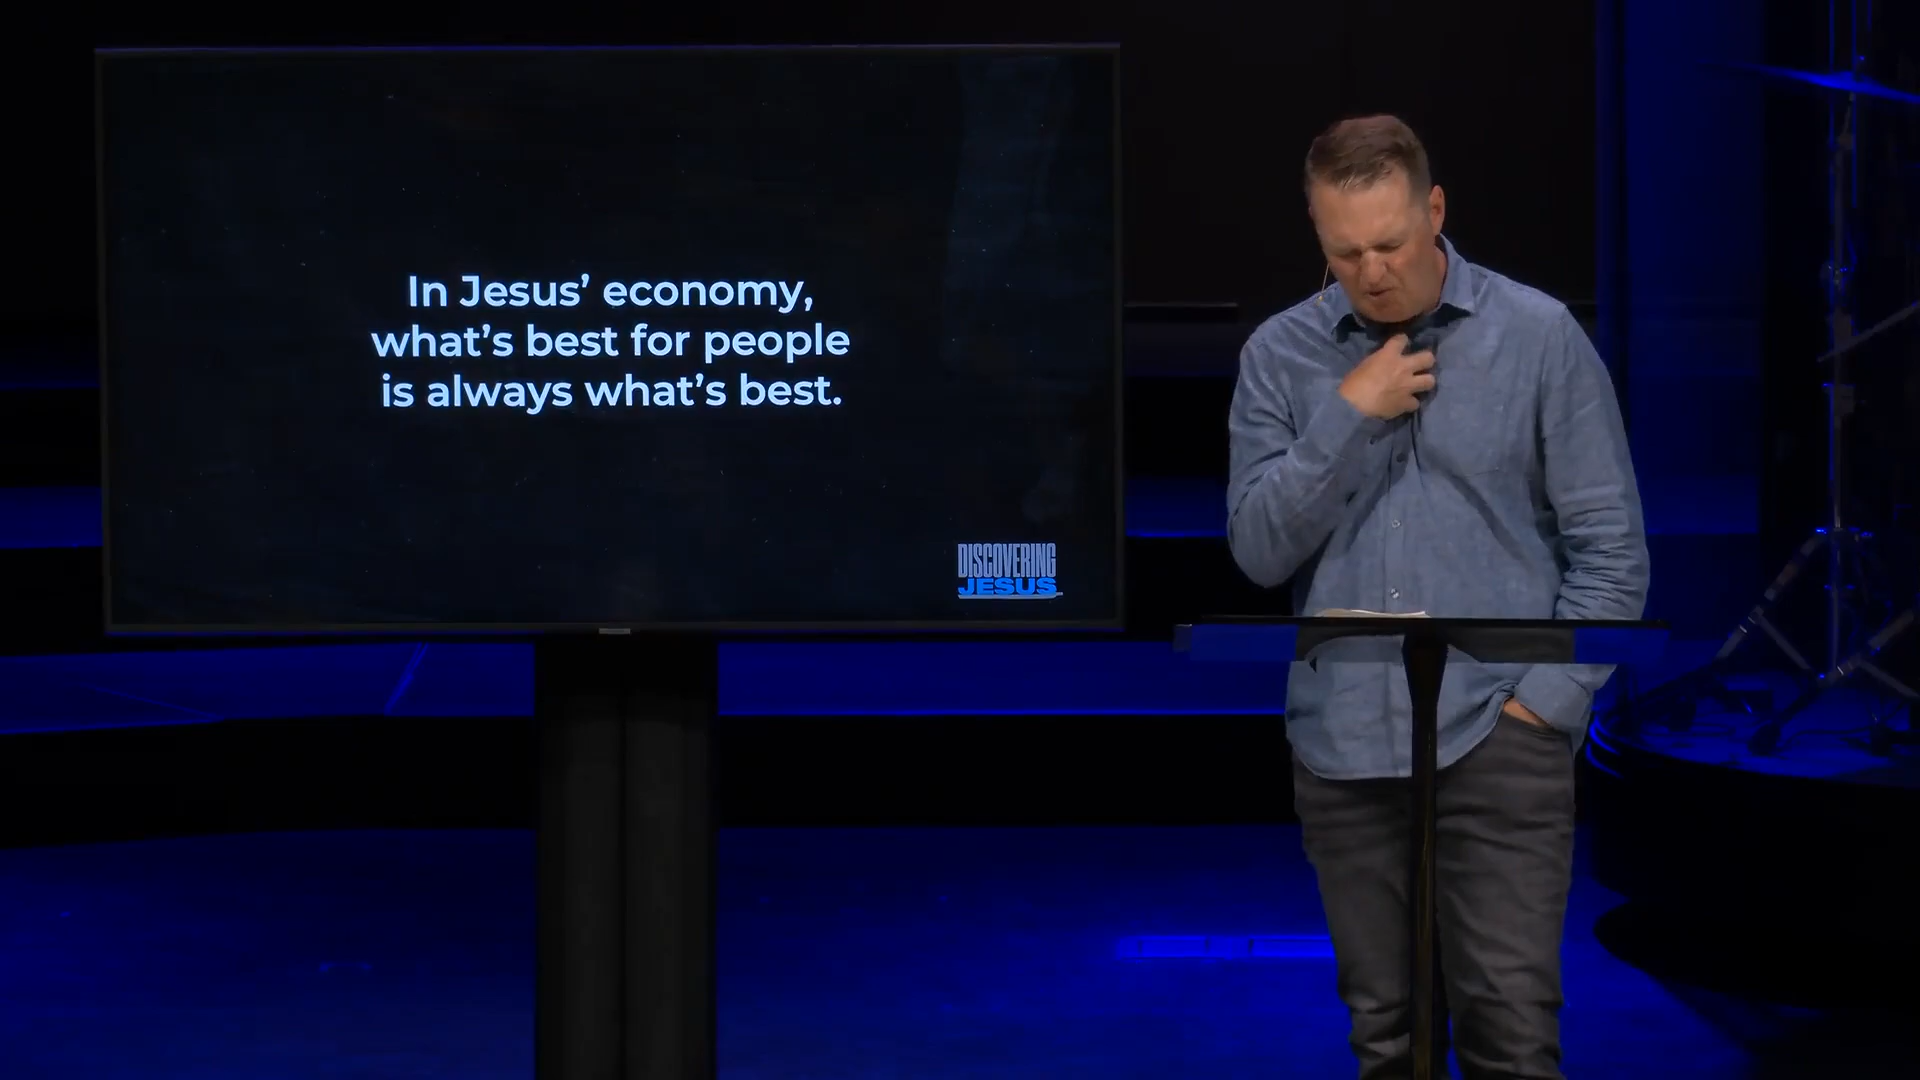 In Jesus’ economy,
what’s best for people
is always what’s best.
DISCOVERING
JESUS